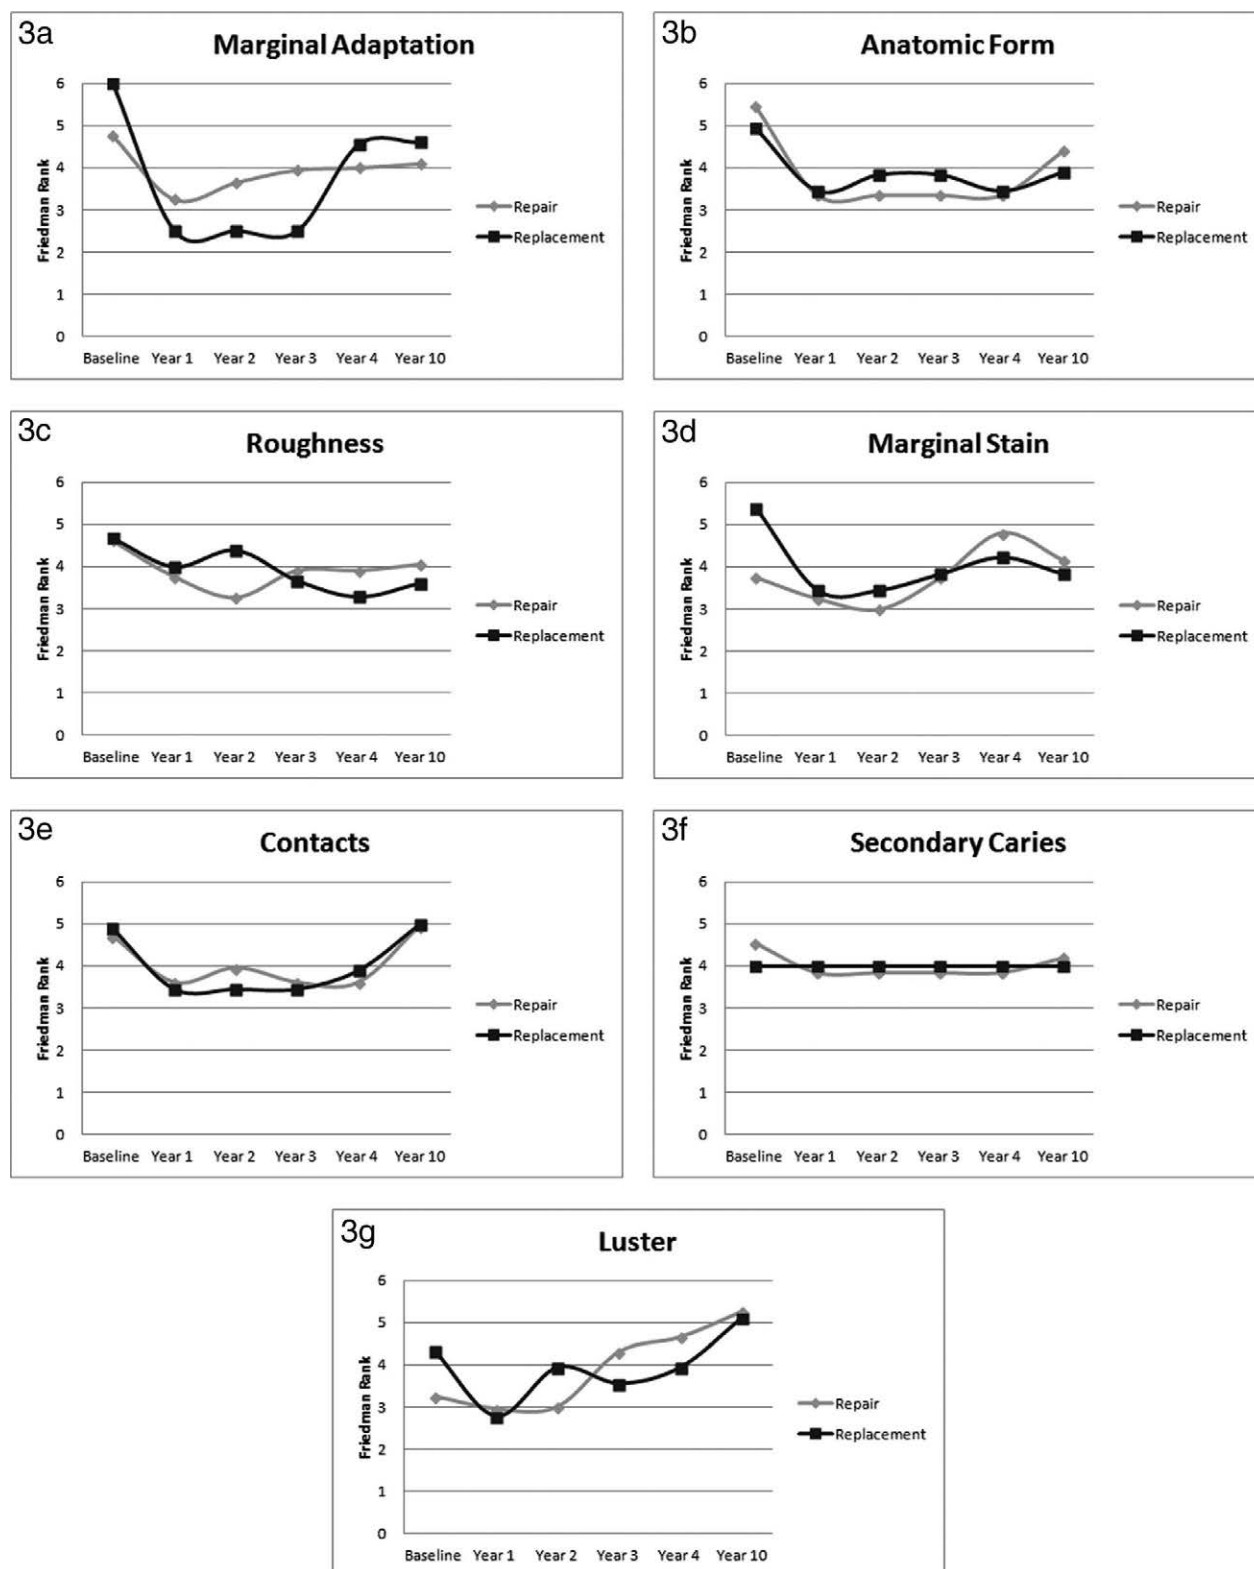 3a
Marginal Adaptation
6
5
4
3
2
1
0
Friedman Rank
Baseline Year 1 Year 2 Year 3 Year 4 Year 10
Repair
Replacement
3b
Anatomic Form
6
5
4
3
2
1
0
Friedman Rank
Baseline Year 1 Year 2 Year 3 Year 4 Year 10
Repair
Replacement
3c
Roughness
6
5
4
3
2
1
0
Friedman Rank
Baseline Year 1 Year 2 Year 3 Year 4 Year 10
Repair
Replacement
3d
Marginal Stain
6
5
4
3
2
1
0
Friedman Rank
Baseline Year 1 Year 2 Year 3 Year 4 Year 10
Repair
Replacement
3e
Contacts
6
5
4
3
2
1
0
Friedman Rank
Baseline Year 1 Year 2 Year 3 Year 4 Year 10
Repair
Replacement
3f
Secondary Caries
6
5
4
3
2
1
0
Friedman Rank
Baseline Year 1 Year 2 Year 3 Year 4 Year 10
Repair
Replacement
3g
Luster
6
5
4
3
2
1
0
Friedman Rank
Baseline Year 1 Year 2 Year 3 Year 4 Year 10
Repair
Replacement